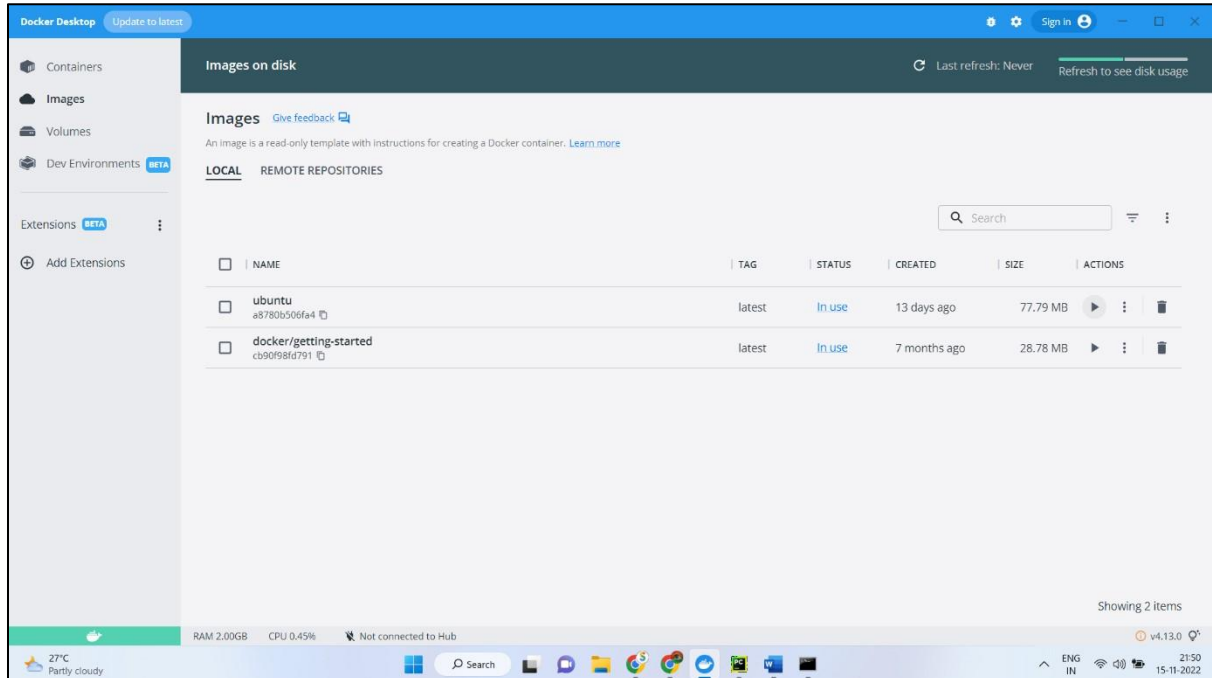 Docker Desktop Update to latest Sign in
Containers
Images
Volumes
Dev Environments BETA
Extensions BETA
Add Extensions
Images on disk Last refresh: Never Refresh to see disk usage
Images Give feedback
An image is a read-only template with instructions for creating a Docker container. Learn more
LOCAL REMOTE REPOSITORIES
Search
NAME TAG STATUS CREATED SIZE ACTIONS
ubuntu latest In use 13 days ago 77.79 MB
a8780b506fa4
docker/getting-started latest In use 7 months ago 28.78 MB
cb90f98fd791
Showing 2 items
RAM 2.00GB CPU 0.45% Not connected to Hub v4.13.0
27°C
Partly cloudy
Search
ENG
IN
21:50
15-11-2022